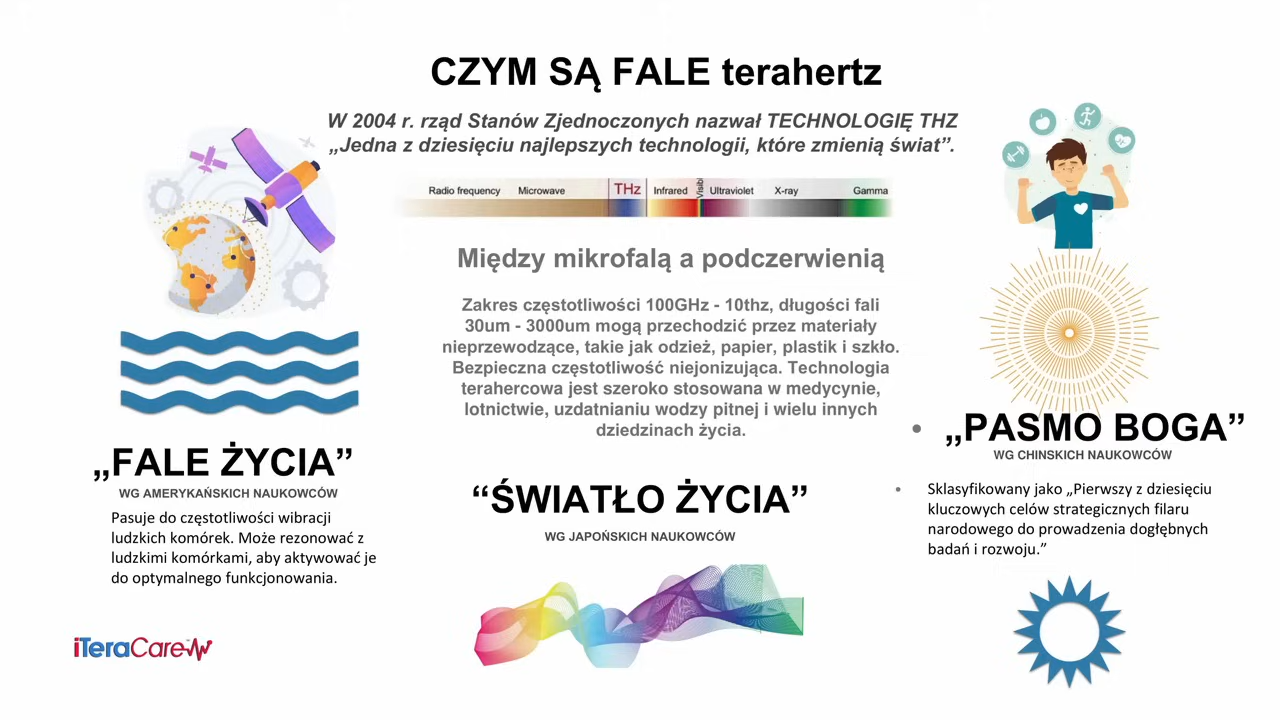 CZYM SĄ FALE terahertz
W 2004 r. rząd Stanów Zjednoczonych nazwał TECHNOLOGIĘ THZ
„Jedna z dziesięciu najlepszych technologii, które zmienią świat”.
Radio frequency Microwave THz Infrared Visibl Ultraviolet X-ray Gamma
Między mikrofalą a podczerwienią
Zakres częstotliwości 100GHz - 10thz, długości fali
30um - 3000um mogą przechodzić przez materiały
nieprzewodzące, takie jak odzież, papier, plastik i szkło.
Bezpieczna częstotliwość niejonizująca. Technologia
terahercowa jest szeroko stosowana w medycynie,
lotnictwie, uzdatnianiu wodzy pitnej i wielu innych
dziedzinach życia.
„FALE ŻYCIA”
WG AMERYKAŃSKICH NAUKOWCÓW
Pasuje do częstotliwości wibracji
ludzkich komórek. Może rezonować z
ludzkimi komórkami, aby aktywować je
do optymalnego funkcjonowania.
“ŚWIATŁO ŻYCIA”
WG JAPOŃSKICH NAUKOWCÓW
• „PASMO BOGA”
WG CHINSKICH NAUKOWCÓW
• Sklasyfikowany jako „Pierwszy z dziesięciu
kluczowych celów strategicznych filaru
narodowego do prowadzenia dogłębnych
badań i rozwoju.”
iTeraCare